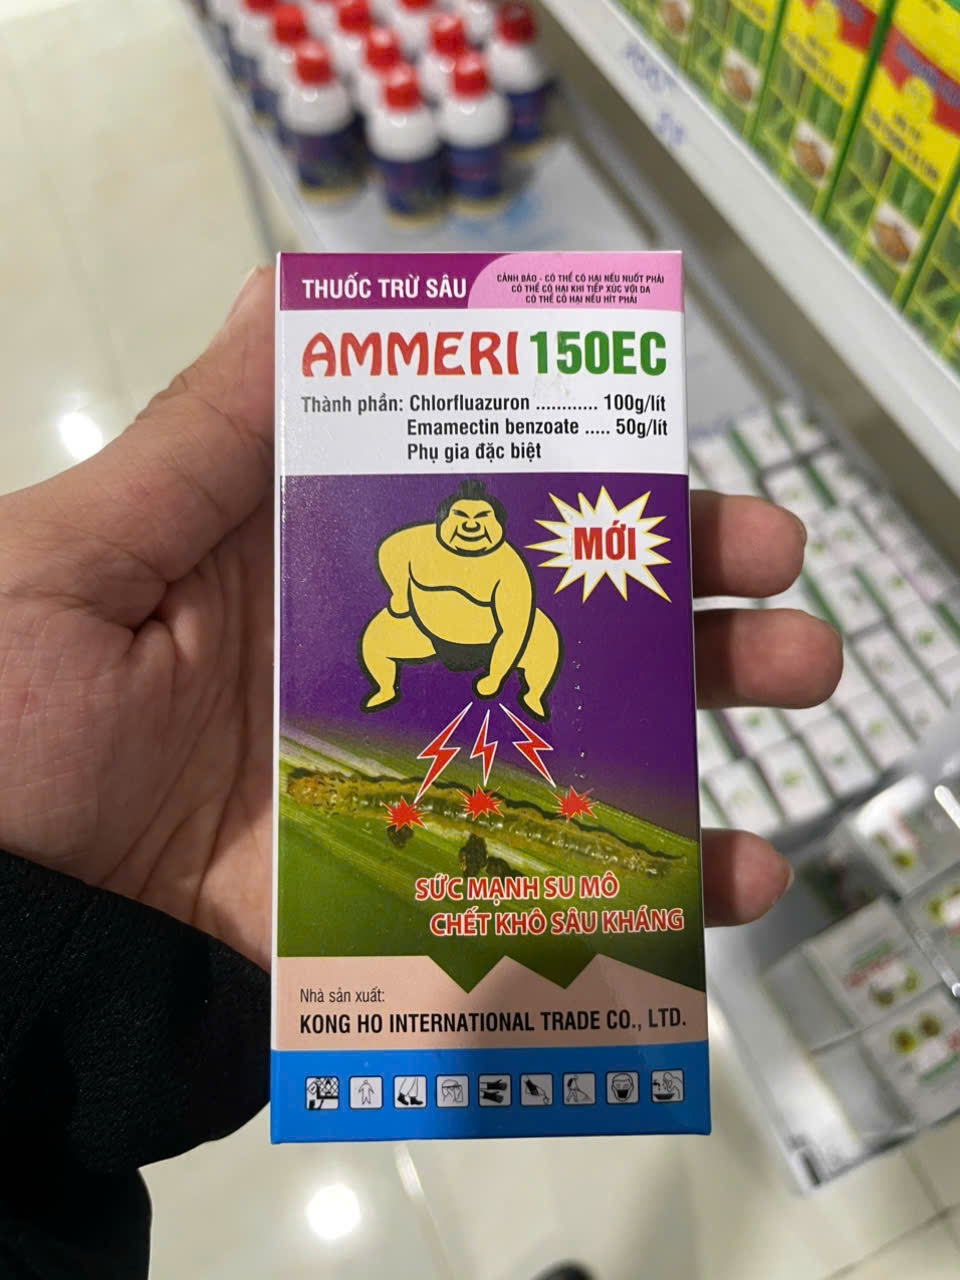 THUỐC TRỪ SÂU
CẢNH BÁO - CÓ THỂ CÓ HẠI NẾU NUỐT PHẢI
CÓ THỂ CÓ HẠI KHI TIẾP XÚC VỚI DA
CÓ THỂ CÓ HẠI NẾU HÍT PHẢI
AMMERI 150EC
Thành phần: Chlorfluazuron ............ 100g/lít
Emamectin benzoate ..... 50g/lít
Phụ gia đặc biệt
MỚI
SỨC MẠNH SU MÔ
CHẾT KHÔ SÂU KHÁNG
Nhà sản xuất:
KONG HO INTERNATIONAL TRADE CO., LTD.